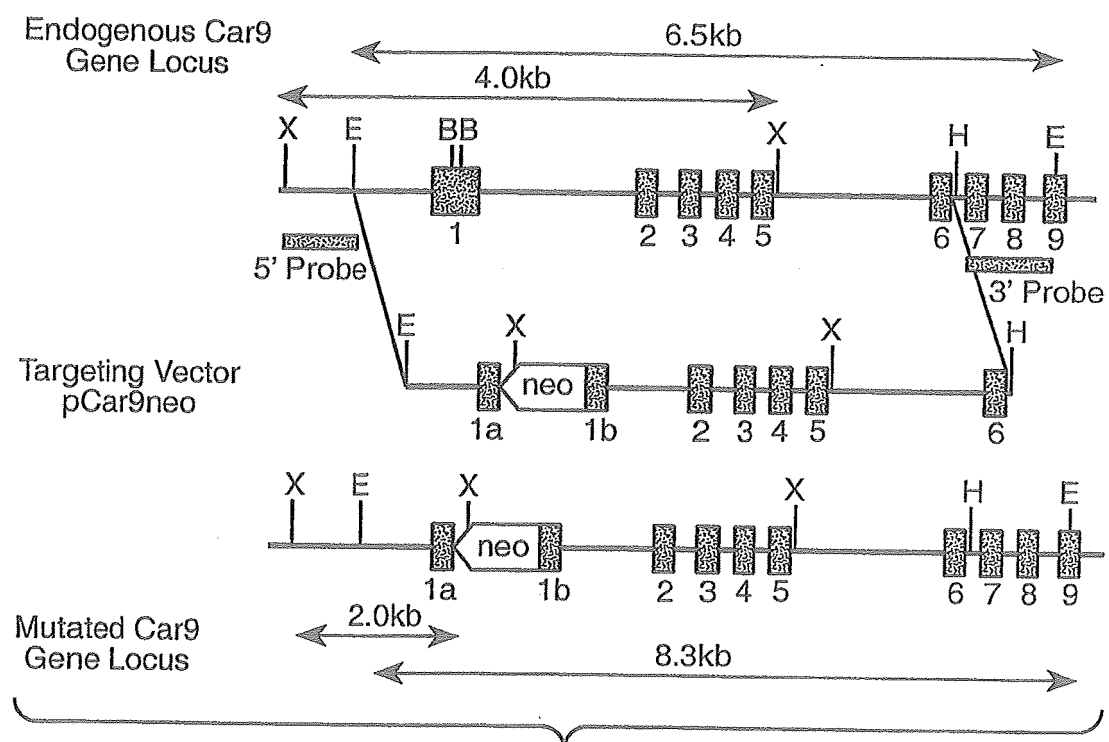 Endogenous Car9
Gene Locus
6.5kb
4.0kb
X E BB X H E
1 2 3 4 5 6 7 8 9
5' Probe
3' Probe
E X X H
Targeting Vector
pCar9neo
neo
1a 1b 2 3 4 5 6
X E X X H E
neo
1a 1b 2 3 4 5 6 7 8 9
Mutated Car9
Gene Locus
2.0kb
8.3kb